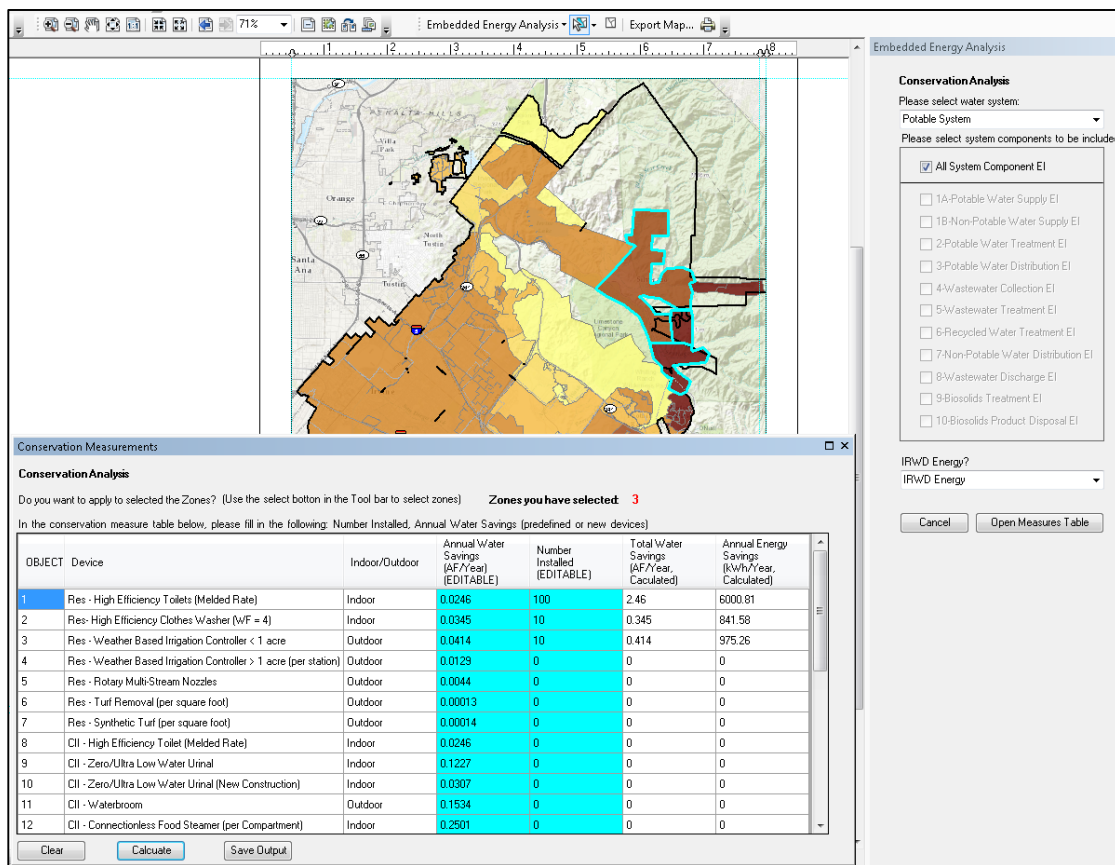 71%
Embedded Energy Analysis
Export Map...
1 2 3 4 5 6 7 8
Embedded Energy Analysis
Conservation Analysis
Please select water system:
Potable System
Please select system components to be include
All System Component EI
1A-Potable Water Supply EI
1B-Non-Potable Water Supply EI
2-Potable Water Treatment EI
3-Potable Water Distribution EI
4-Wastewater Collection EI
5-Wastewater Treatment EI
6-Recycled Water Treatment EI
7-Non-Potable Water Distribution EI
8-Wastewater Discharge EI
9-Biosolids Treatment EI
10-Biosolids Product Disposal EI
IRWD Energy?
IRWD Energy
Cancel Open Measures Table
Villa
Park
Orange
North
Tustin
Santa
Ana
Tustin
Conservation Measurements
Conservation Analysis
Do you want to apply to selected the Zones? (Use the select botton in the Tool bar to select zones) Zones you have selected: 3
In the conservation measure table below, please fill in the following: Number Installed, Annual Water Savings (predefined or new devices)
OBJECT Device Indoor/Outdoor Annual Water Savings (AF/Year) (EDITABLE) Number Installed (EDITABLE) Total Water Savings (AF/Year, Caculated) Annual Energy Savings (kWh/Year, Calculated)
1 Res - High Efficiency Toilets (Melded Rate) Indoor 0.0246 100 2.46 6000.81
2 Res- High Efficiency Clothes Washer (WF = 4) Indoor 0.0345 10 0.345 841.58
3 Res - Weather Based Irrigation Controller < 1 acre Outdoor 0.0414 10 0.414 975.26
4 Res - Weather Based Irrigation Controller > 1 acre (per station) Outdoor 0.0129 0 0 0
5 Res - Rotary Multi-Stream Nozzles Outdoor 0.0044 0 0 0
6 Res - Turf Removal (per square foot) Outdoor 0.00013 0 0 0
7 Res - Synthetic Turf (per square foot) Outdoor 0.00014 0 0 0
8 CII - High Efficiency Toilet (Melded Rate) Indoor 0.0246 0 0 0
9 CII - Zero/Ultra Low Water Urinal Indoor 0.1227 0 0 0
10 CII - Zero/Ultra Low Water Urinal (New Construction) Indoor 0.0307 0 0 0
11 CII - Waterbroom Outdoor 0.1534 0 0 0
12 CII - Connectionless Food Steamer (per Compartment) Indoor 0.2501 0 0 0
Clear Calcuate Save Output